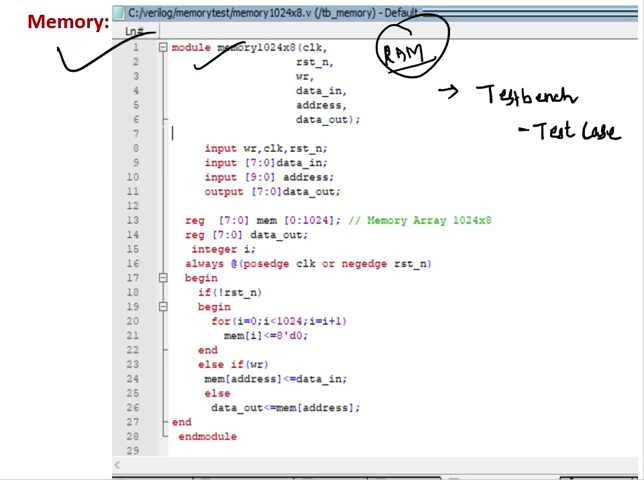 Memory:
C:/verilog/memorytest/memory1024x8.v (/tb_memory) - Default
Ln#
1 module memory1024x8(clk,
2 rst_n,
3 wr,
4 data_in,
5 address,
6 data_out);
7
8 input wr,clk,rst_n;
9 input [7:0]data_in;
10 input [9:0] address;
11 output [7:0]data_out;
12
13 reg [7:0] mem [0:1024]; // Memory Array 1024x8
14 reg [7:0] data_out;
15 integer i;
16 always @(posedge clk or negedge rst_n)
17 begin
18 if(!rst_n)
19 begin
20 for(i=0;i<1024;i=i+1)
21 mem[i]<=8'd0;
22 end
23 else if(wr)
24 mem[address]<=data_in;
25 else
26 data_out<=mem[address];
27 end
28 endmodule
29
RAM
→ Testbench
- Test Case